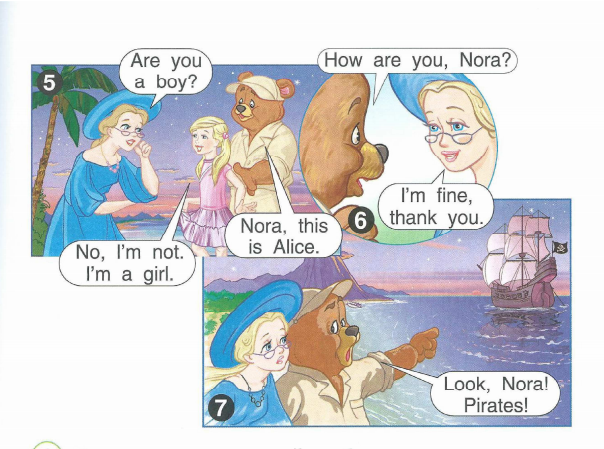 5
Are you
a boy?
No, I'm not.
I'm a girl.
Nora, this
is Alice.
6
How are you, Nora?
I'm fine,
thank you.
7
Look, Nora!
Pirates!